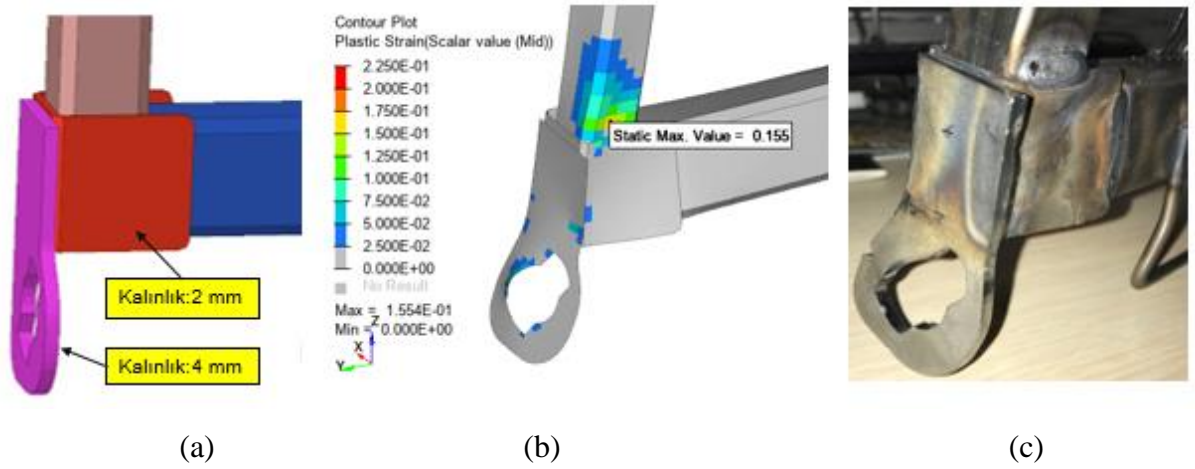 Kalınlık:2 mm
Kalınlık:4 mm
Contour Plot
Plastic Strain(Scalar value (Mid))
2.250E-01
2.000E-01
1.750E-01
1.500E-01
1.250E-01
1.000E-01
7.500E-02
5.000E-02
2.500E-02
0.000E+00
No Result
Max = 1.554E-01
Min = 0.000E+00
Z
X
Y
Static Max. Value = 0.155
(a)
(b)
(c)